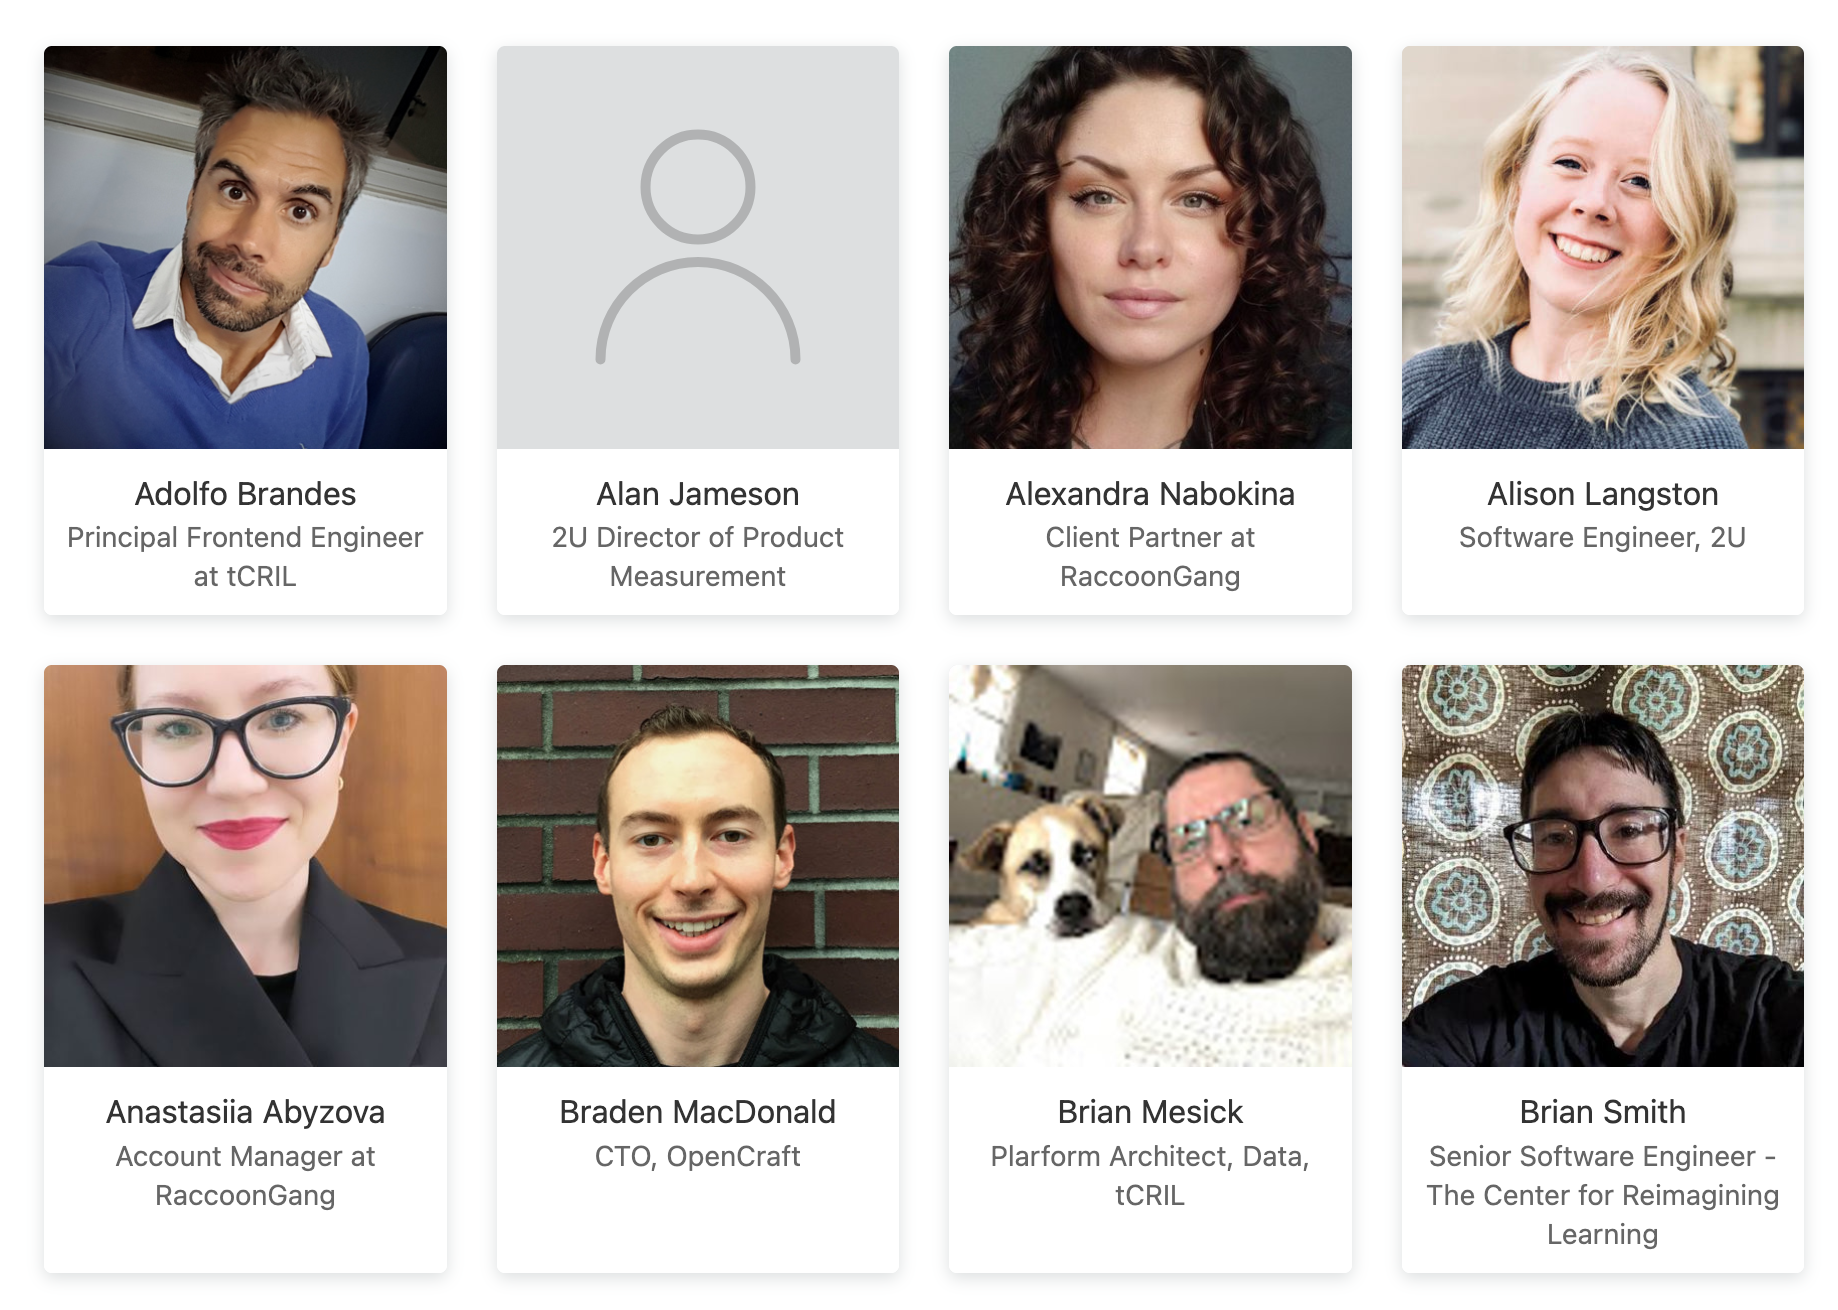 Adolfo Brandes
Principal Frontend Engineer
at tCRIL
Alan Jameson
2U Director of Product
Measurement
Alexandra Nabokina
Client Partner at
RaccoonGang
Alison Langston
Software Engineer, 2U
Anastasiia Abyzova
Account Manager at
RaccoonGang
Braden MacDonald
CTO, OpenCraft
Brian Mesick
Plarform Architect, Data,
tCRIL
Brian Smith
Senior Software Engineer -
The Center for Reimagining
Learning